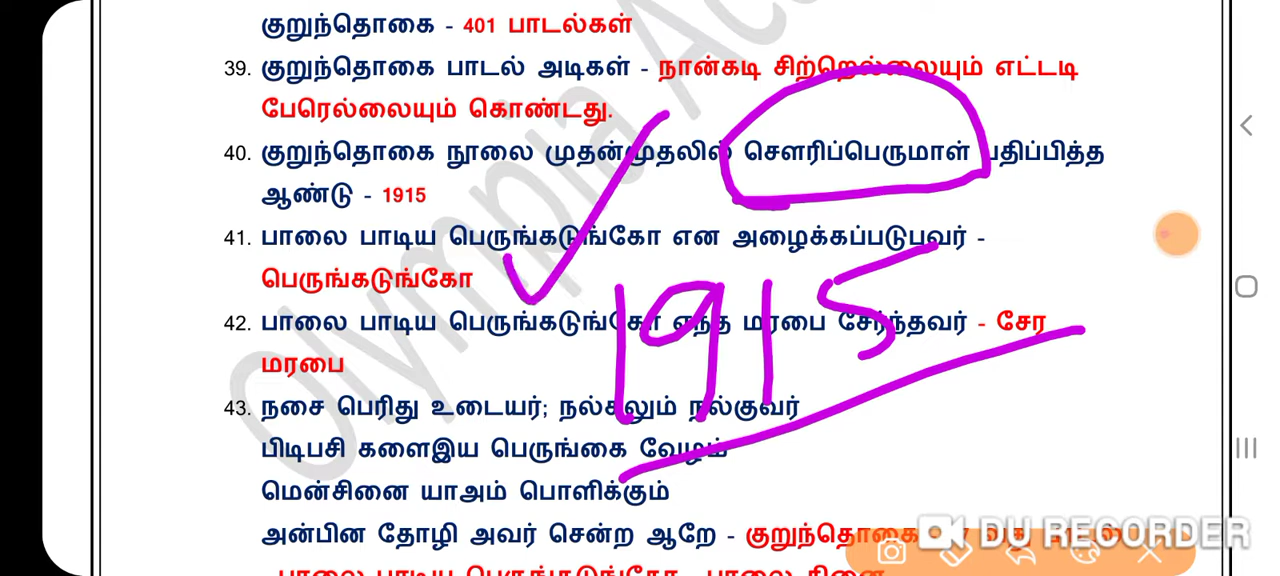 குறுந்தொகை - 401 பாடல்கள்
39. குறுந்தொகை பாடல் அடிகள் - நான்கடி சிற்றெல்லையும் எட்டடி
பேரெல்லையும் கொண்டது.
40. குறுந்தொகை நூலை முதன்முதலில் சௌரிப்பெருமாள் பதிப்பித்த
ஆண்டு - 1915
41. பாலை பாடிய பெருங்கடுங்கோ என அழைக்கப்படுபவர் -
பெருங்கடுங்கோ
1915
42. பாலை பாடிய பெருங்கடுங்கோ எந்த மரபை சேர்ந்தவர் - சேர
மரபை
43. நசை பெரிது உடையர்; நல்கலும் நல்குவர்
பிடிபசி களைஇய பெருங்கை வேழம்
மென்சினை யாஅம் பொளிக்கும்
அன்பின தோழி அவர் சென்ற ஆறே - குறுந்தொகை
- பாலை பாடிய பெருங்கடுங்கோ - பாலை திணை
Olympia
DU RECORDER